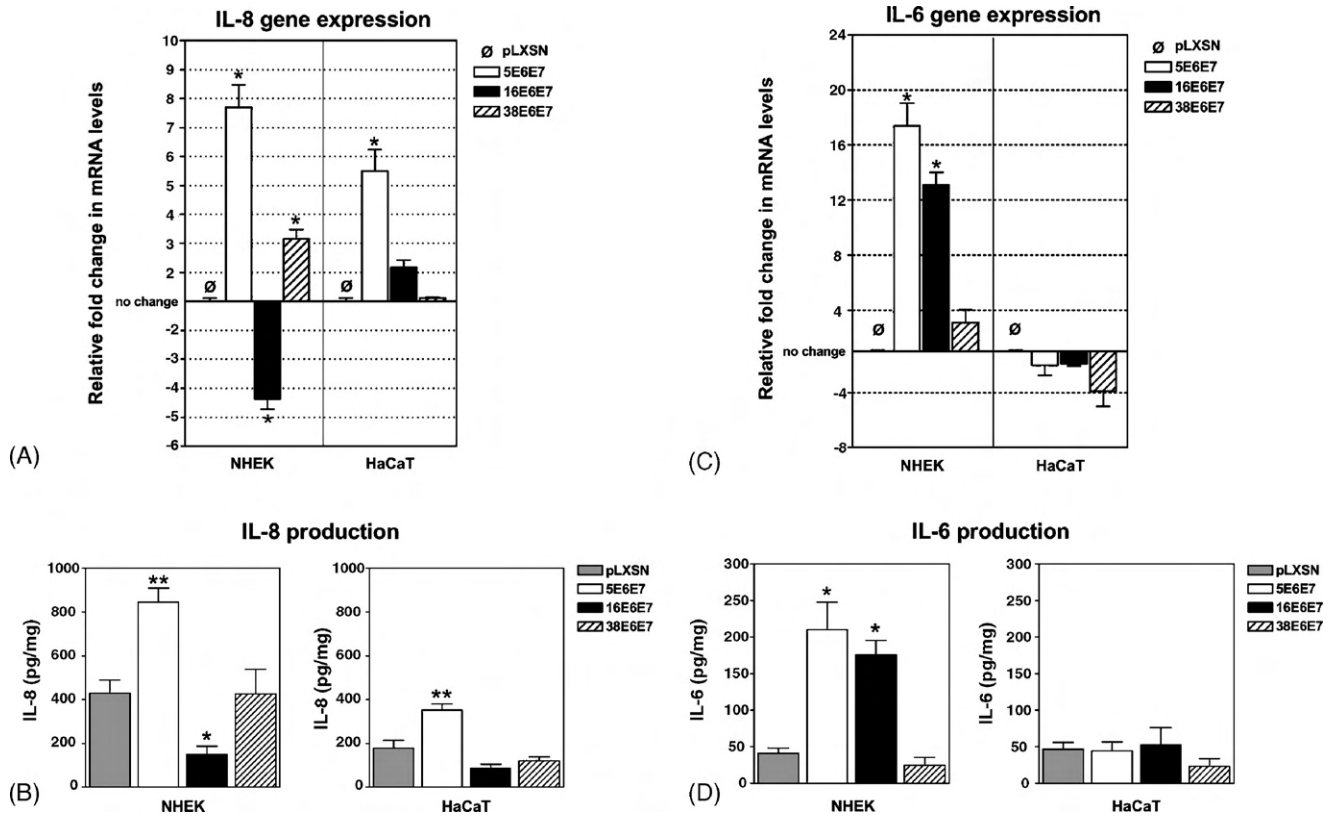 IL-8 gene expression
Relative fold change in mRNA levels
10
9
8
7
6
5
4
3
2
no change
-2
-3
-4
-5
-6
*
*
*
*
ø
ø
NHEK
HaCaT
ø pLXSN
5E6E7
16E6E7
38E6E7
(A)
IL-6 gene expression
Relative fold change in mRNA levels
24
20
16
12
8
4
no change
-4
-8
*
*
ø
ø
NHEK
HaCaT
ø pLXSN
5E6E7
16E6E7
38E6E7
(C)
IL-8 production
IL-8 (pg/mg)
1000
800
600
400
200
0
**
*
NHEK
IL-8 (pg/mg)
1000
800
600
400
200
0
**
HaCaT
pLXSN
5E6E7
16E6E7
38E6E7
(B)
IL-6 production
IL-6 (pg/mg)
300
250
200
150
100
50
0
*
*
NHEK
IL-6 (pg/mg)
300
250
200
150
100
50
0
HaCaT
pLXSN
5E6E7
16E6E7
38E6E7
(D)